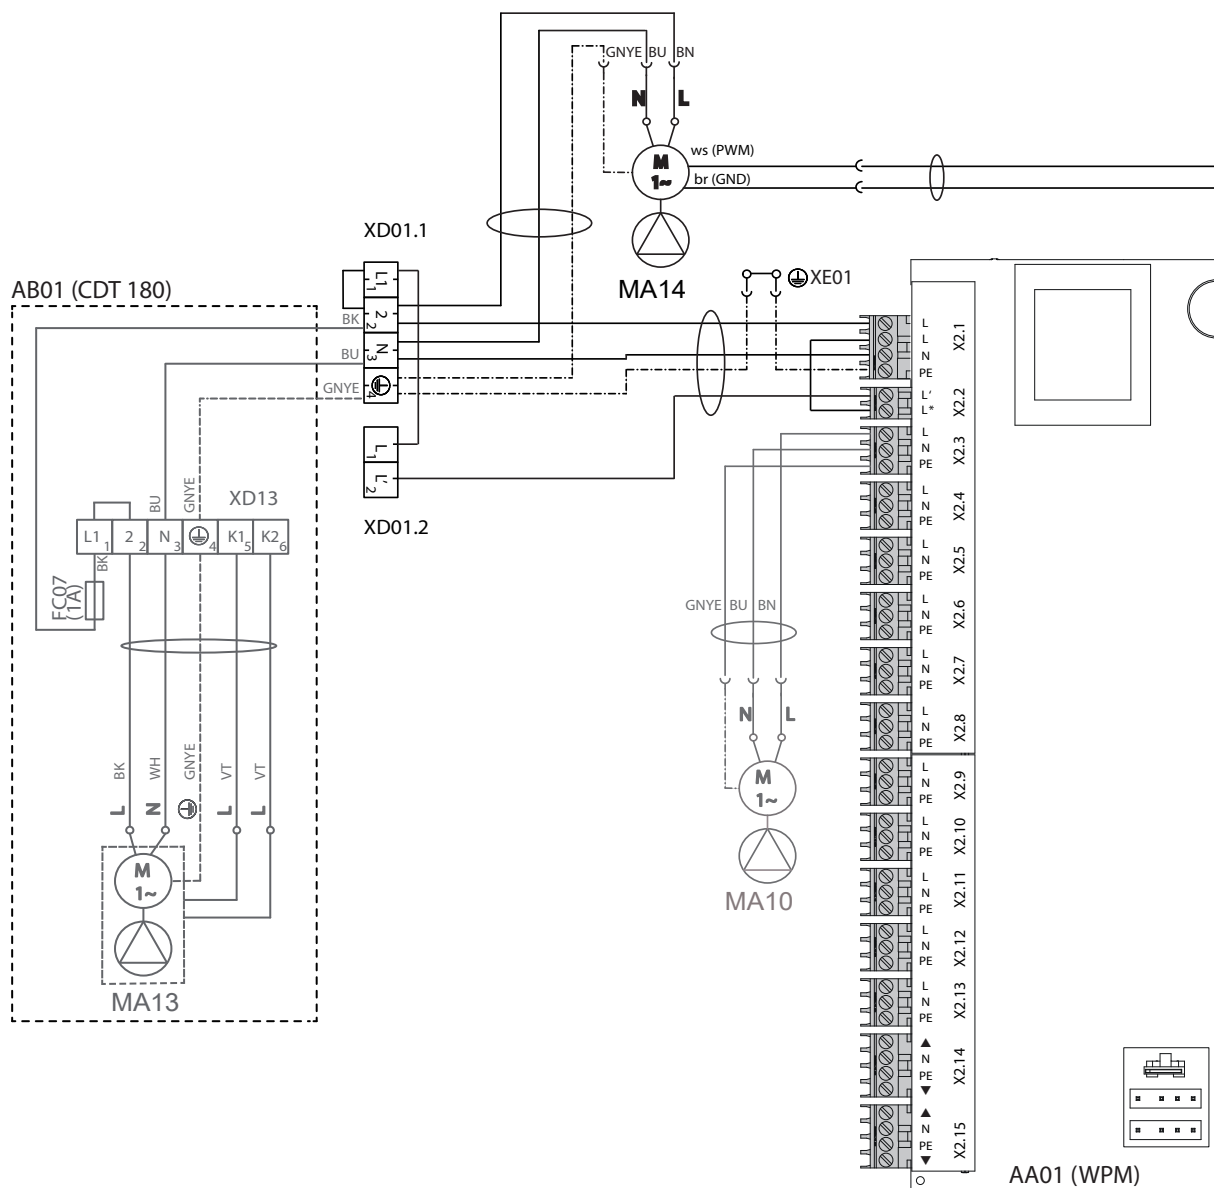 GNYE BU BN
N L
ws (PWM)
M
1~
br (GND)
MA14
XD01.1
L1 1
2 2
N 3
4
L 1
L' 2
XD01.2
XE01
AB01 (CDT 180)
BK
BU
GNYE
BU
GNYE
XD13
L1 1
2 2
N 3
4
K1 5
K2 6
BK
FC07
(1A)
BK
WH
GNYE
VT
VT
L
N
L
L
M
1~
MA13
GNYE BU BN
N L
M
1~
MA10
L
L
N
PE
X2.1
L'
L*
X2.2
L
N
PE
X2.3
L
N
PE
X2.4
L
N
PE
X2.5
L
N
PE
X2.6
L
N
PE
X2.7
L
N
PE
X2.8
L
N
PE
X2.9
L
N
PE
X2.10
L
N
PE
X2.11
L
N
PE
X2.12
L
N
PE
X2.13
▲
N
PE
▼
X2.14
▲
N
PE
▼
X2.15
AA01 (WPM)